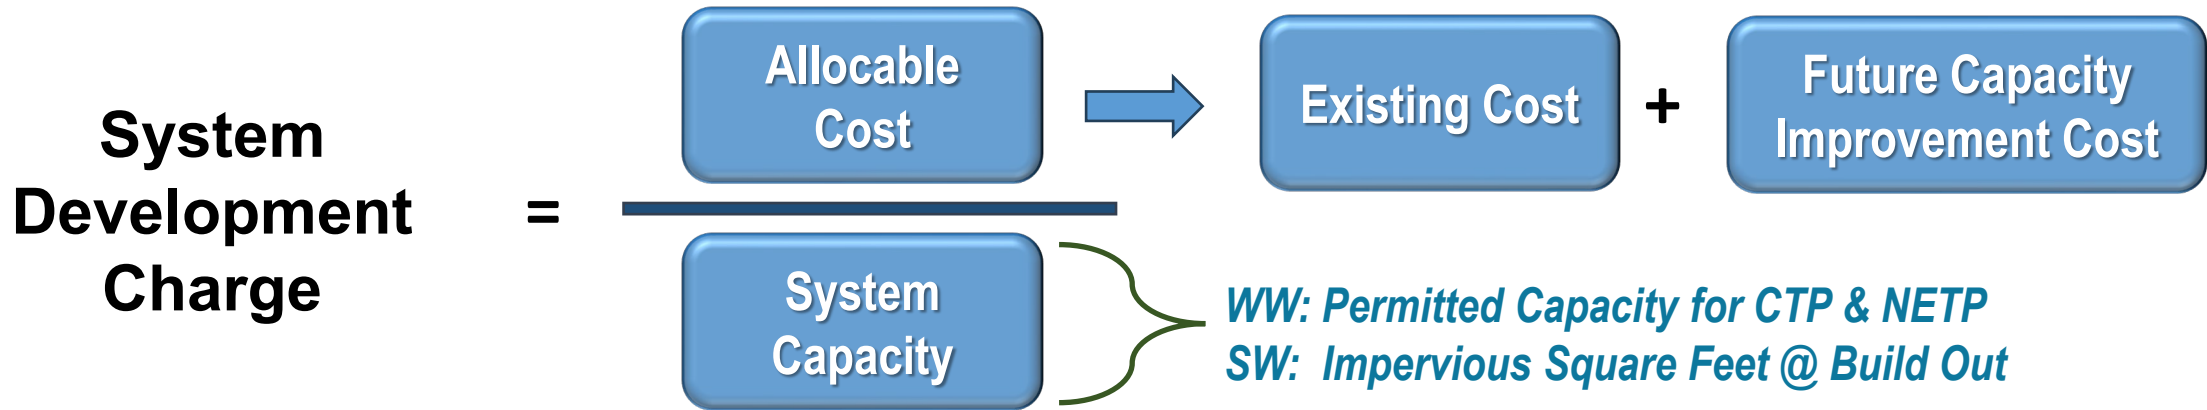 System
Development
Charge
=
Allocable
Cost
Existing Cost
+
Future Capacity
Improvement Cost
System
Capacity
WW: Permitted Capacity for CTP & NETP
SW: Impervious Square Feet @ Build Out